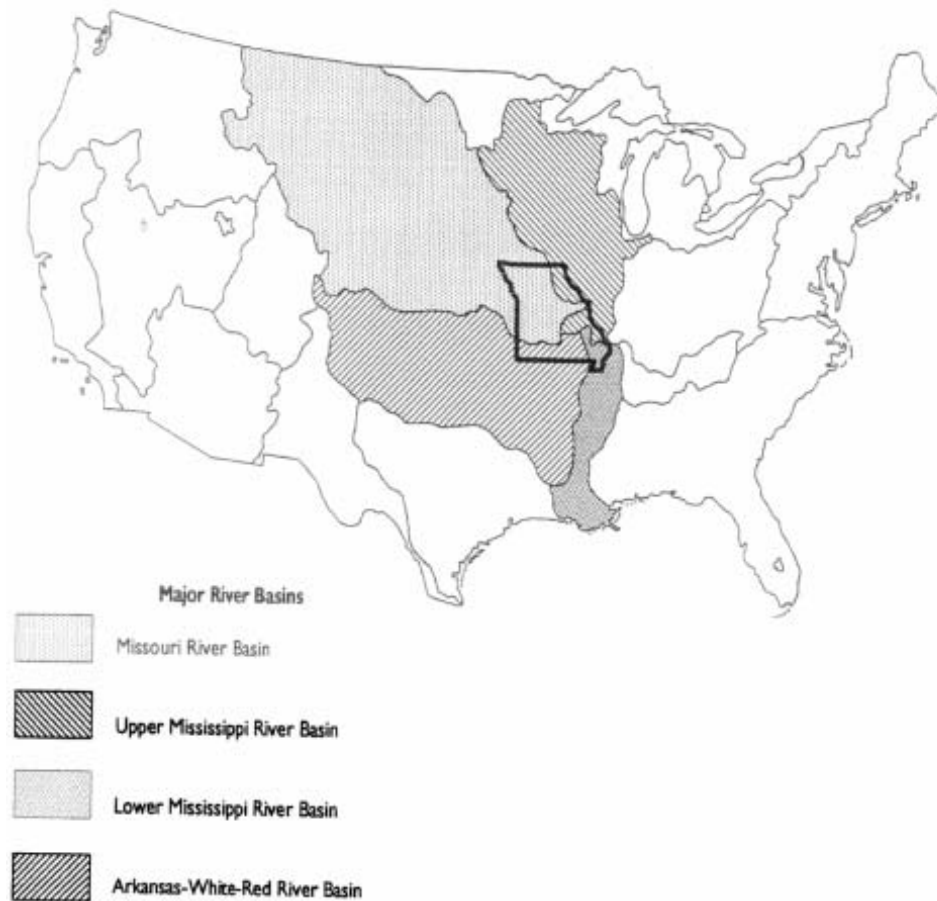 Major River Basins
Missouri River Basin
Upper Mississippi River Basin
Lower Mississippi River Basin
Arkansas-White-Red River Basin